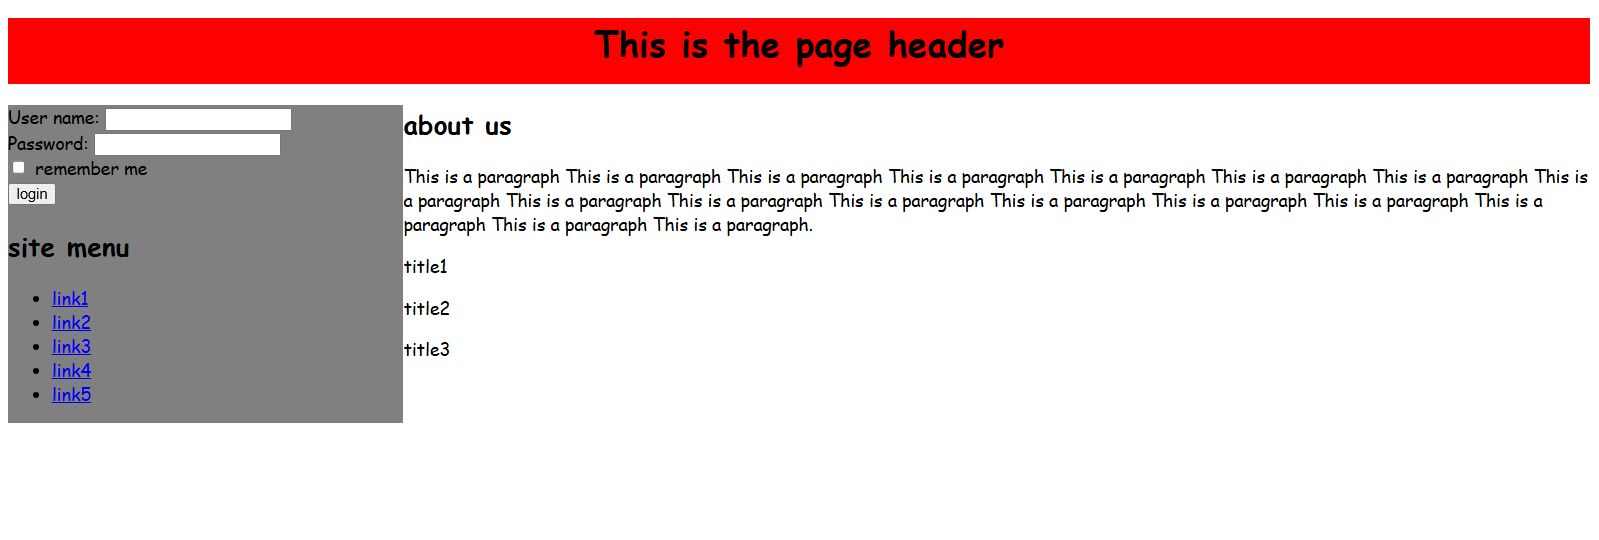 This is the page header
User name:
Password:
remember me
login
site menu
link1
link2
link3
link4
link5
about us
This is a paragraph This is a paragraph This is a paragraph This is a paragraph This is a paragraph This is a paragraph This is a paragraph This is
a paragraph This is a paragraph This is a paragraph This is a paragraph This is a paragraph This is a paragraph This is a paragraph This is a
paragraph This is a paragraph This is a paragraph.
title1
title2
title3